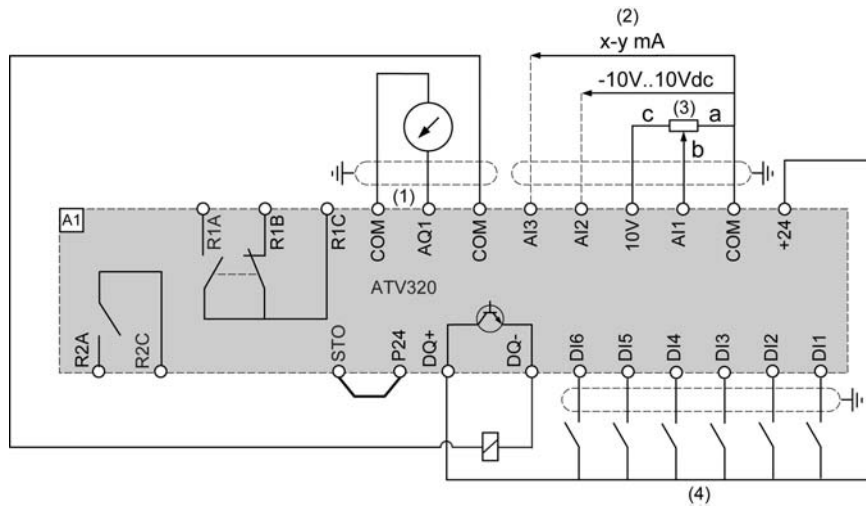 (2)
x-y mA
-10V..10Vdc
c (3) a
b
(1)
A1
R1A R1B R1C COM AQ1 COM AI3 AI2 10V AI1 COM +24
ATV320
R2A R2C STO P24 DQ+ DQ- DI6 DI5 DI4 DI3 DI2 DI1
(4)